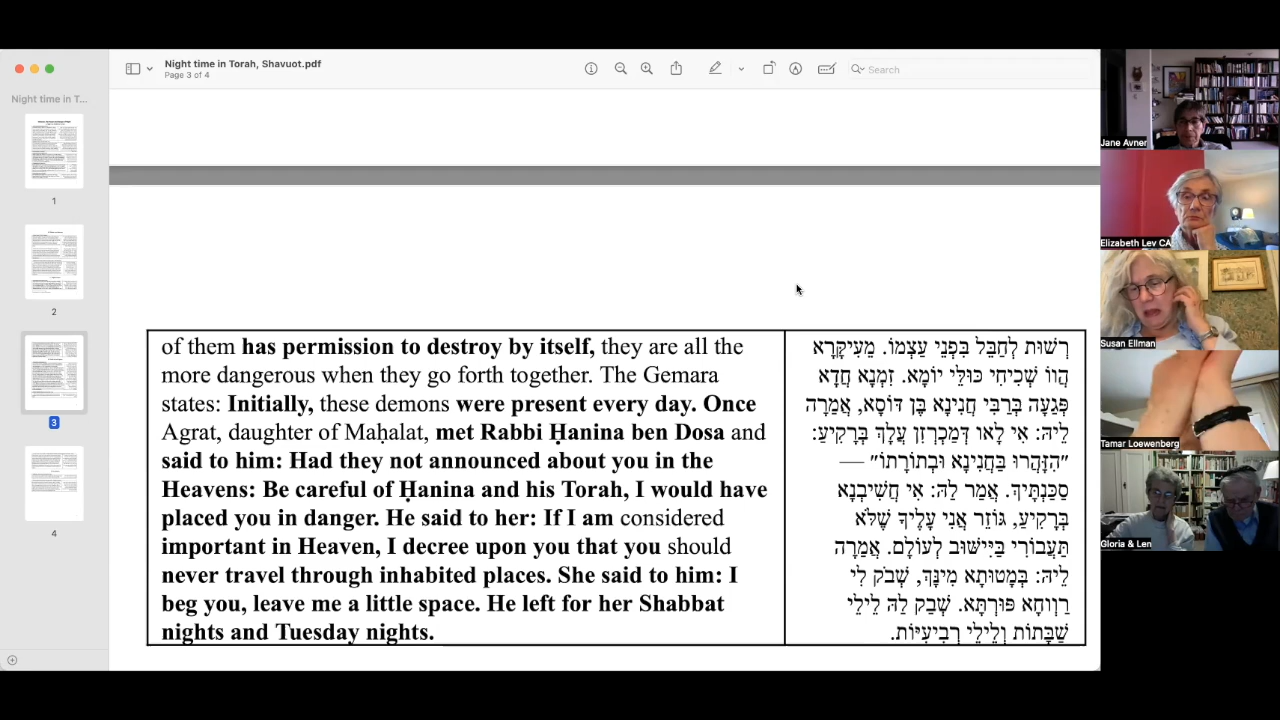 Night time in Torah, Shavuot.pdf
Page 3 of 4
Search
Night time in T...
1
2
3
4
of them has permission to destroy by itself, they are all the
more dangerous when they go forth together. The Gemara
states: Initially, these demons were present every day. Once
Agrat, daughter of Maḥalat, met Rabbi Ḥanina ben Dosa and
said to him: Had they not announced about you in the
Heavens: Be careful of Ḥanina and his Torah, I would have
placed you in danger. He said to her: If I am considered
important in Heaven, I decree upon you that you should
never travel through inhabited places. She said to him: I
beg you, leave me a little space. He left for her Shabbat
nights and Tuesday nights.
רְשׁוּת לְחַבֵּל בִּפְנֵי עַצְמוֹ. מֵעִיקָּרָא
הֲווֹ שְׁכִיחִי כּוּלֵּי יוֹמָא. זִמְנָא חֲדָא
פְּגַעָה בְּרַבִּי חֲנִינָא בֶּן דּוֹסָא, אֲמַרָה
לֵיהּ: אִי לָאו דְּמַכְרְזָן עֲלָךְ בָּרָקִיעַ:
״הִזָּהֲרוּ בַּחֲנִינָא וּבְתוֹרָתוֹ״ —
סַכַּנְתָּיךְ. אֲמַר לַהּ: אִי חֲשִׁיבְנָא
בָּרָקִיעַ, גּוֹזֵר אֲנִי עָלַיִךְ שֶׁלֹּא
תַּעֲבוֹרִי בַּיִּישּׁוּב לְעוֹלָם. אֲמַרָה
לֵיהּ: בְּמָטוּתָא מִינָּךְ, שְׁבֹק לִי
רַוְוחָא פּוּרְתָּא. שְׁבַק לַהּ לֵילֵי
שַׁבָּתוֹת וְלֵילֵי רְבִיעִיּוֹת.
Jane Avner
Elizabeth Lev CA
Susan Ellman
Tamar Loewenberg
Gloria & Len